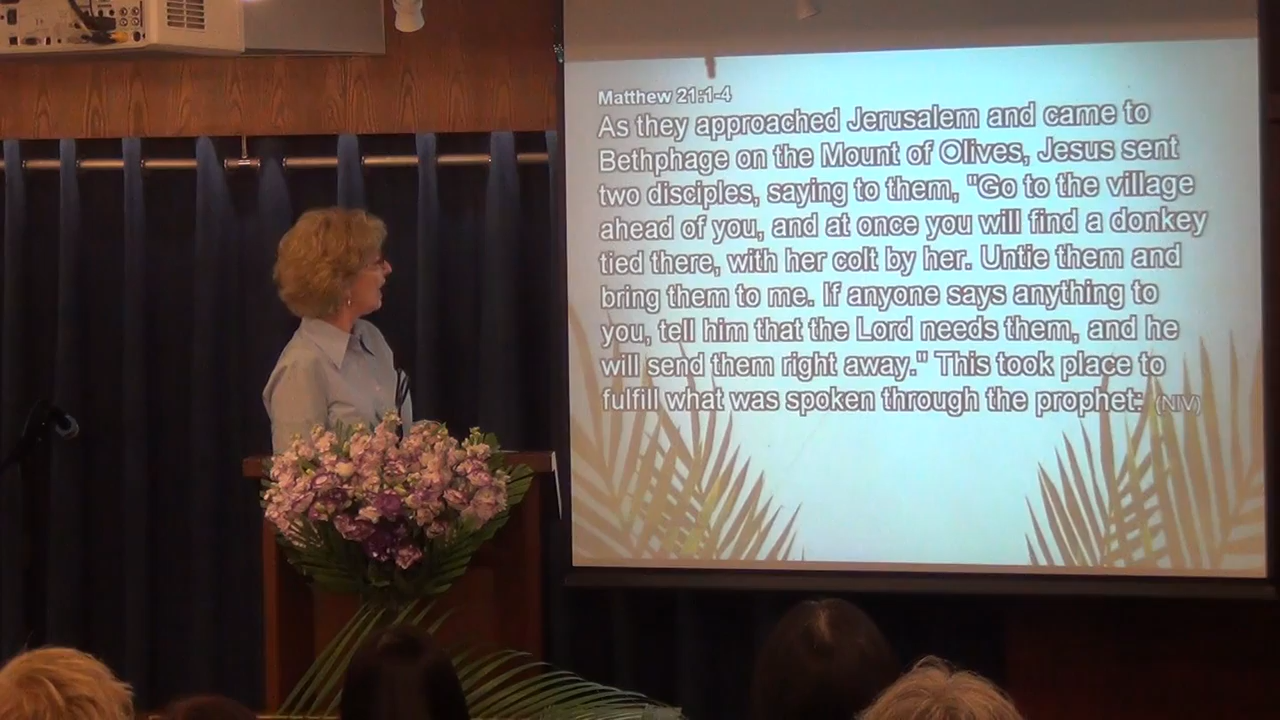 Matthew 21:1-4
As they approached Jerusalem and came to
Bethphage on the Mount of Olives, Jesus sent
two disciples, saying to them, "Go to the village
ahead of you, and at once you will find a donkey
tied there, with her colt by her. Untie them and
bring them to me. If anyone says anything to
you, tell him that the Lord needs them, and he
will send them right away." This took place to
fulfill what was spoken through the prophet: (NIV)